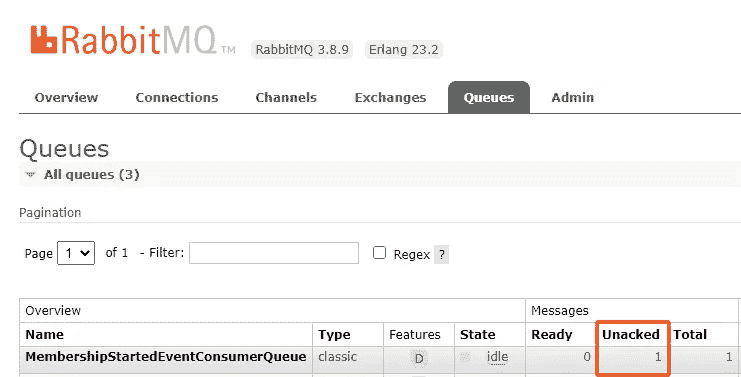 RabbitMQ TM RabbitMQ 3.8.9 Erlang 23.2
Overview Connections Channels Exchanges Queues Admin
Queues
All queues (3)
Pagination
Page 1 of 1 - Filter: Regex ?
Overview Messages
Name Type Features State Ready Unacked Total
MembershipStartedEventConsumerQueue classic D idle 0 1 1